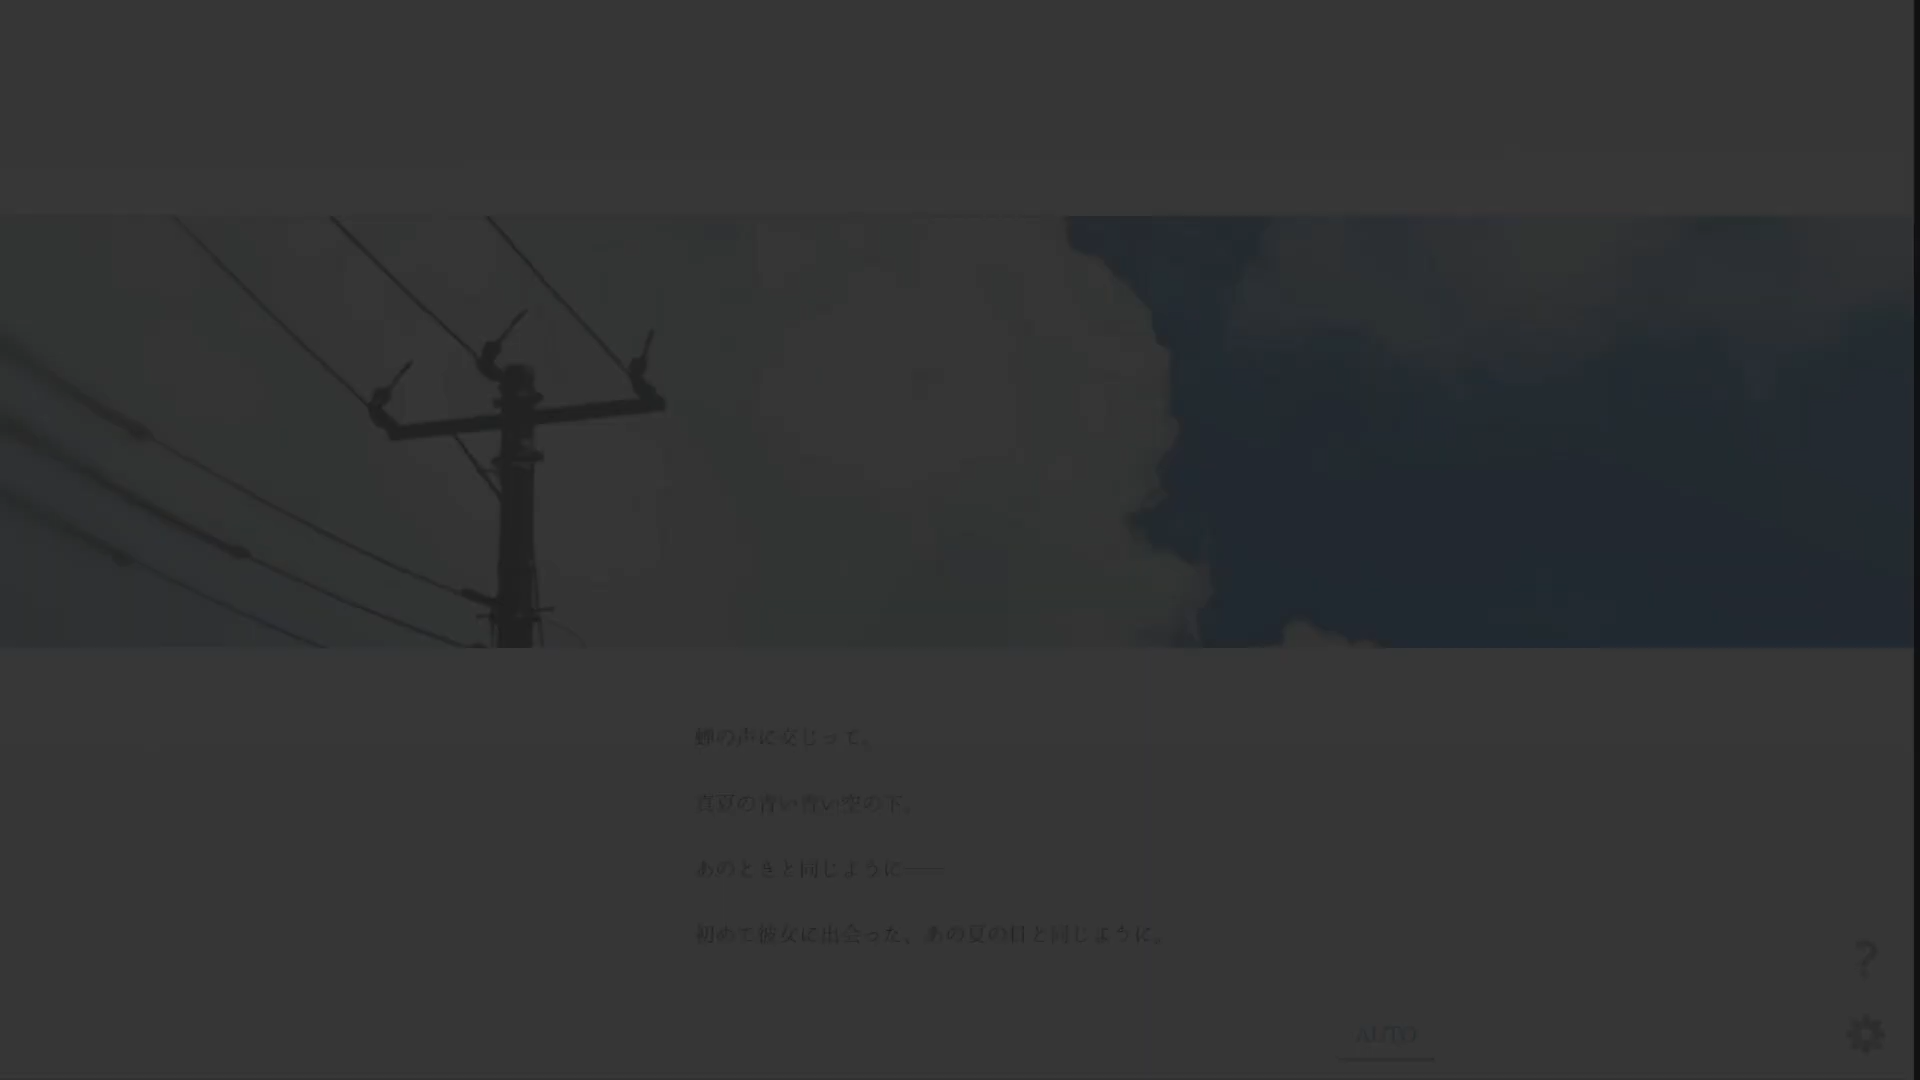 蝉の声に交じって。
真夏の青い青い空の下。
あのときと同じように――
初めて彼女に出会った、あの夏の日と同じように。
?
AUTO